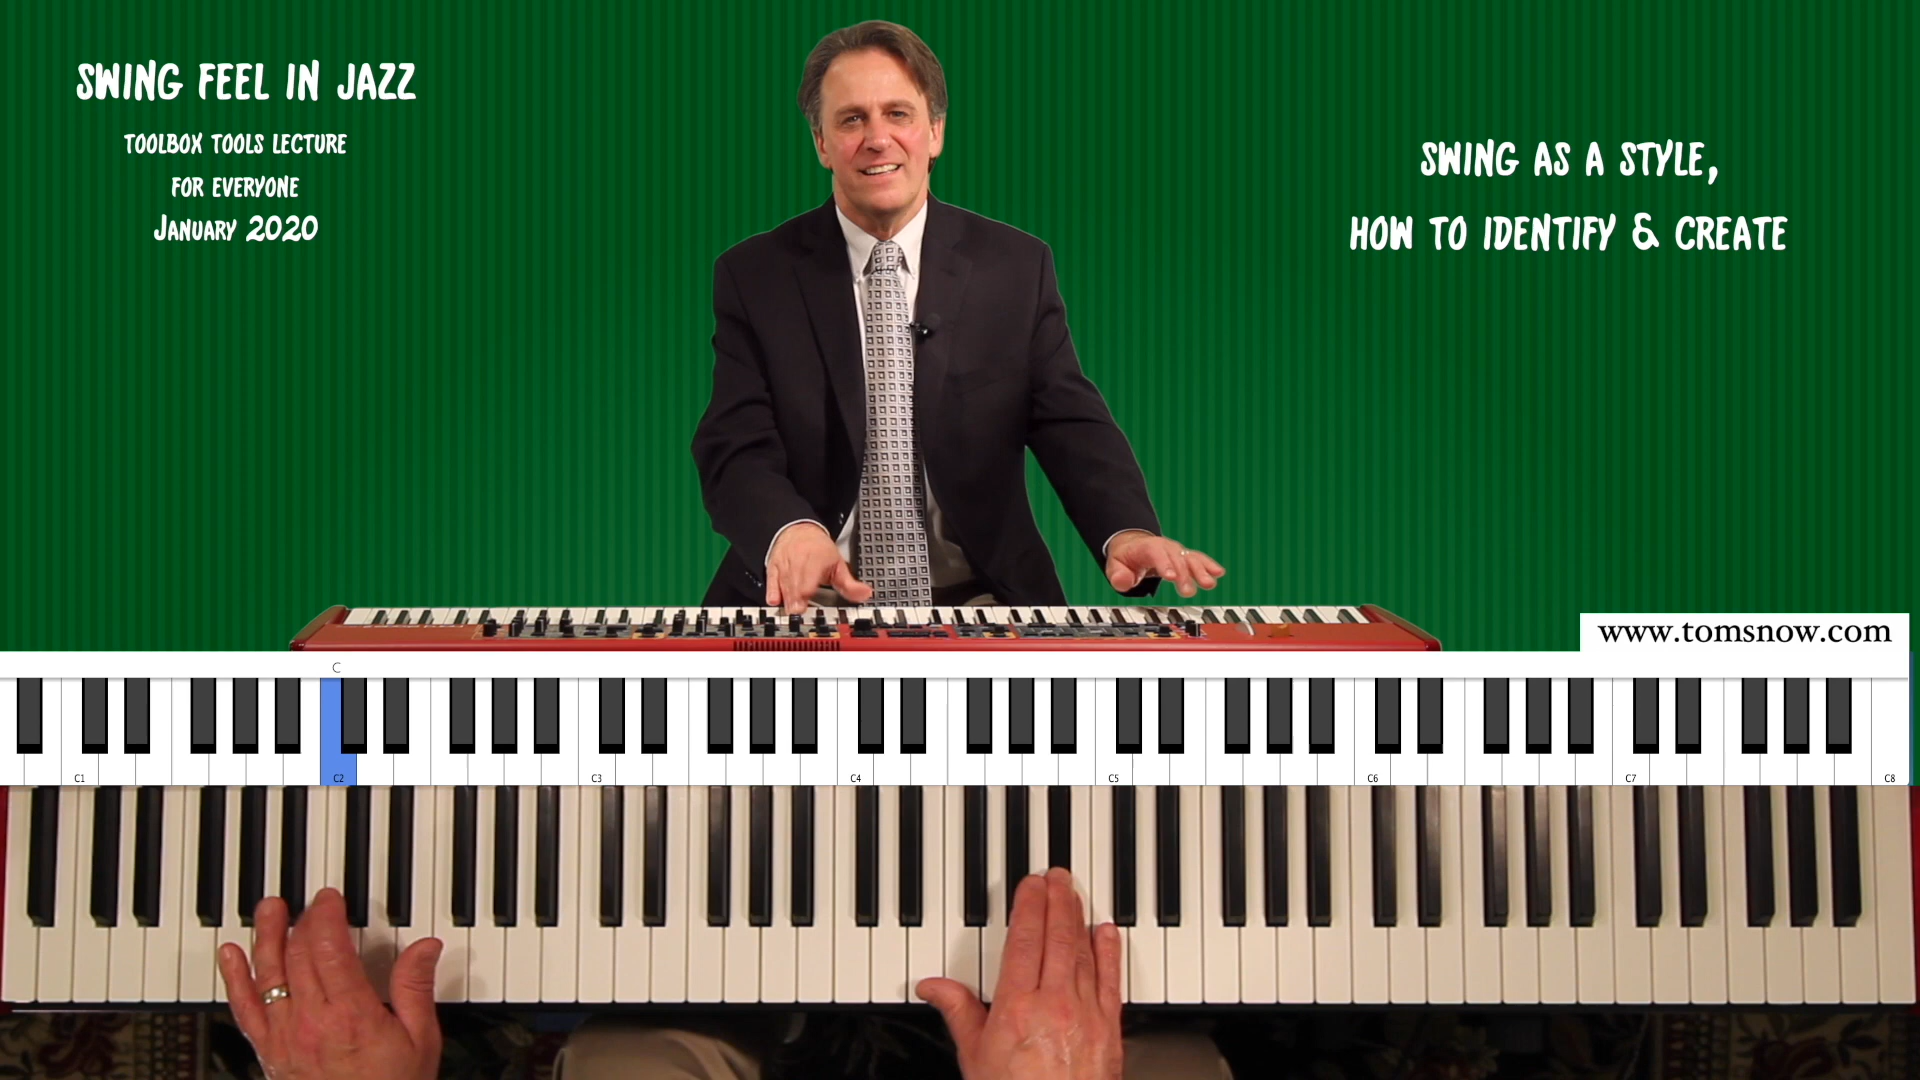 SWING FEEL IN JAZZ
TOOLBOX TOOLS LECTURE
FOR EVERYONE
JANUARY 2020
SWING AS A STYLE,
HOW TO IDENTIFY & CREATE
www.tomsnow.com
C
C1 C2 C3 C4 C5 C6 C7 C8